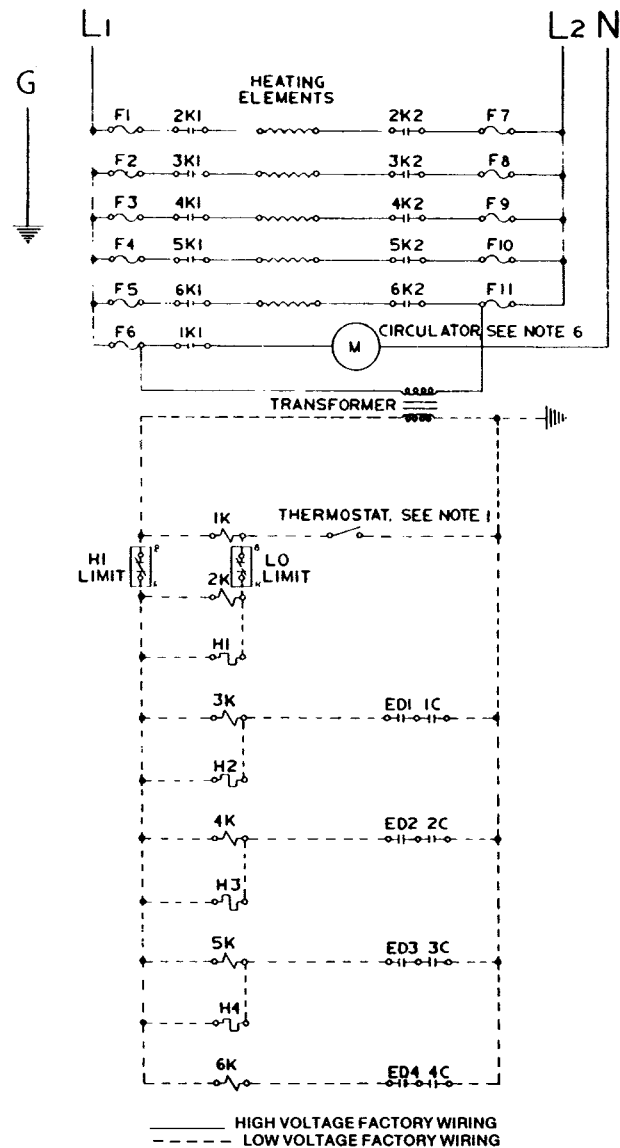 L1 L2 N
G
HEATING
ELEMENTS
F1 2K1 2K2 F7
F2 3K1 3K2 F8
F3 4K1 4K2 F9
F4 5K1 5K2 F10
F5 6K1 6K2 F11
F6 1K1 M CIRCULATOR, SEE NOTE 6
TRANSFORMER
1K THERMOSTAT, SEE NOTE 1
HI
LIMIT
LO
LIMIT
2K
H1
3K ED1 1C
H2
4K ED2 2C
H3
5K ED3 3C
H4
6K ED4 4C
HIGH VOLTAGE FACTORY WIRING
LOW VOLTAGE FACTORY WIRING